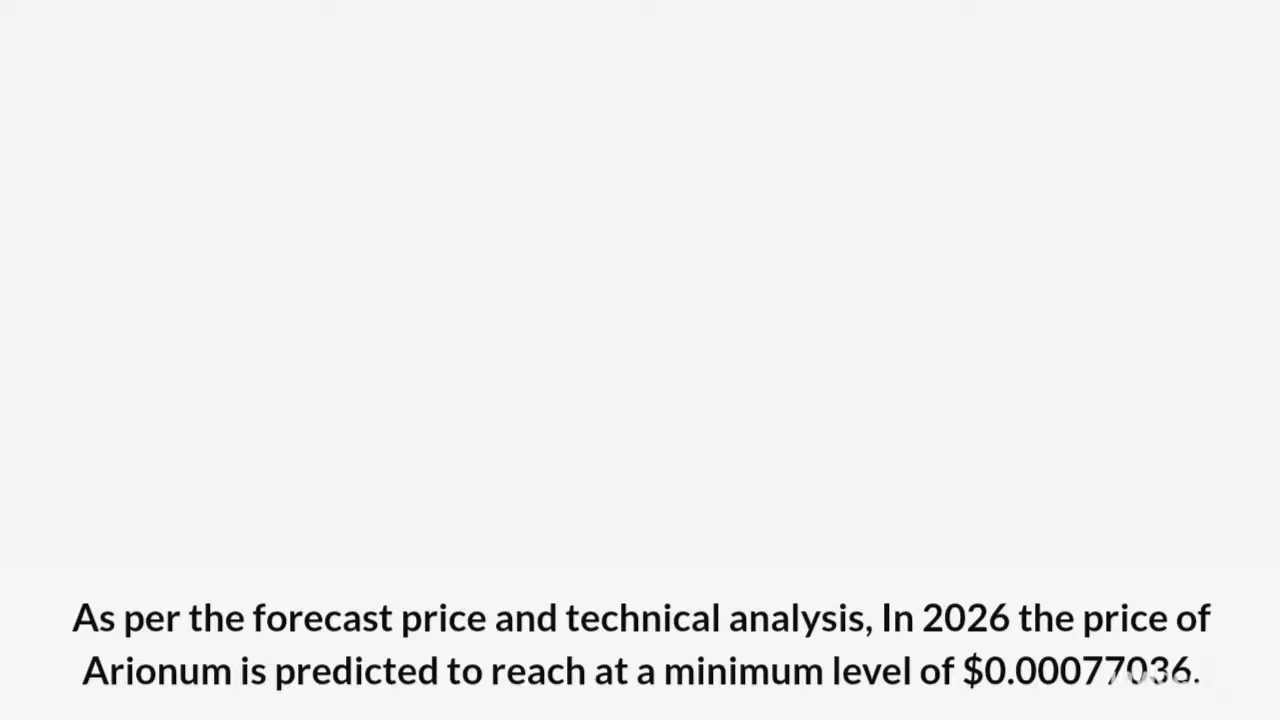 As per the forecast price and technical analysis, In 2026 the price of
Arionum is predicted to reach at a minimum level of $0.00077036.